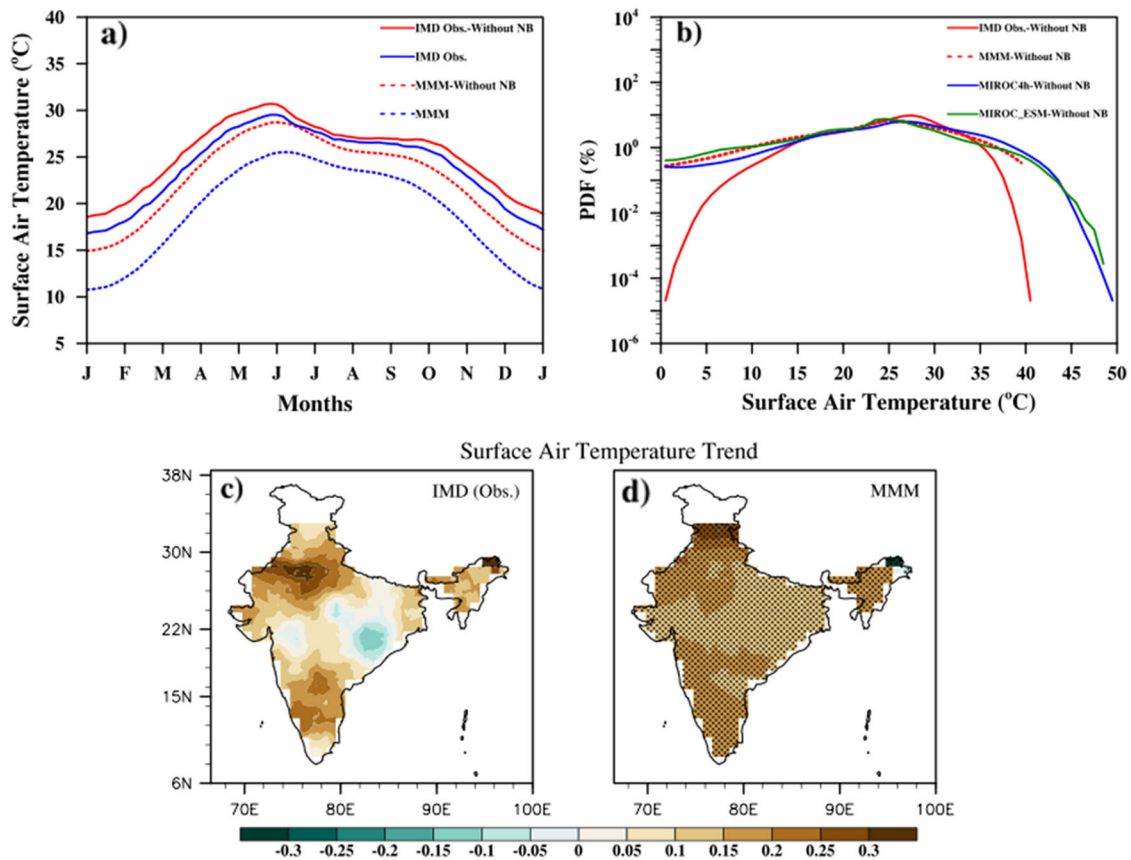 a)
IMD Obs.-Without NB
IMD Obs.
MMM-Without NB
MMM
40
35
30
25
20
15
10
5
Surface Air Temperature (°C)
J F M A M J J A S O N D J
Months
b)
IMD Obs.-Without NB
MMM-Without NB
MIROC4h-Without NB
MIROC_ESM-Without NB
10⁴
10²
10⁰
10⁻²
10⁻⁴
10⁻⁶
PDF (%)
0 5 10 15 20 25 30 35 40 45 50
Surface Air Temperature (°C)
Surface Air Temperature Trend
c)
IMD (Obs.)
38N
30N
22N
15N
6N
70E 80E 90E 100E
d)
MMM
70E 80E 90E 100E
-0.3 -0.25 -0.2 -0.15 -0.1 -0.05 0 0.05 0.1 0.15 0.2 0.25 0.3